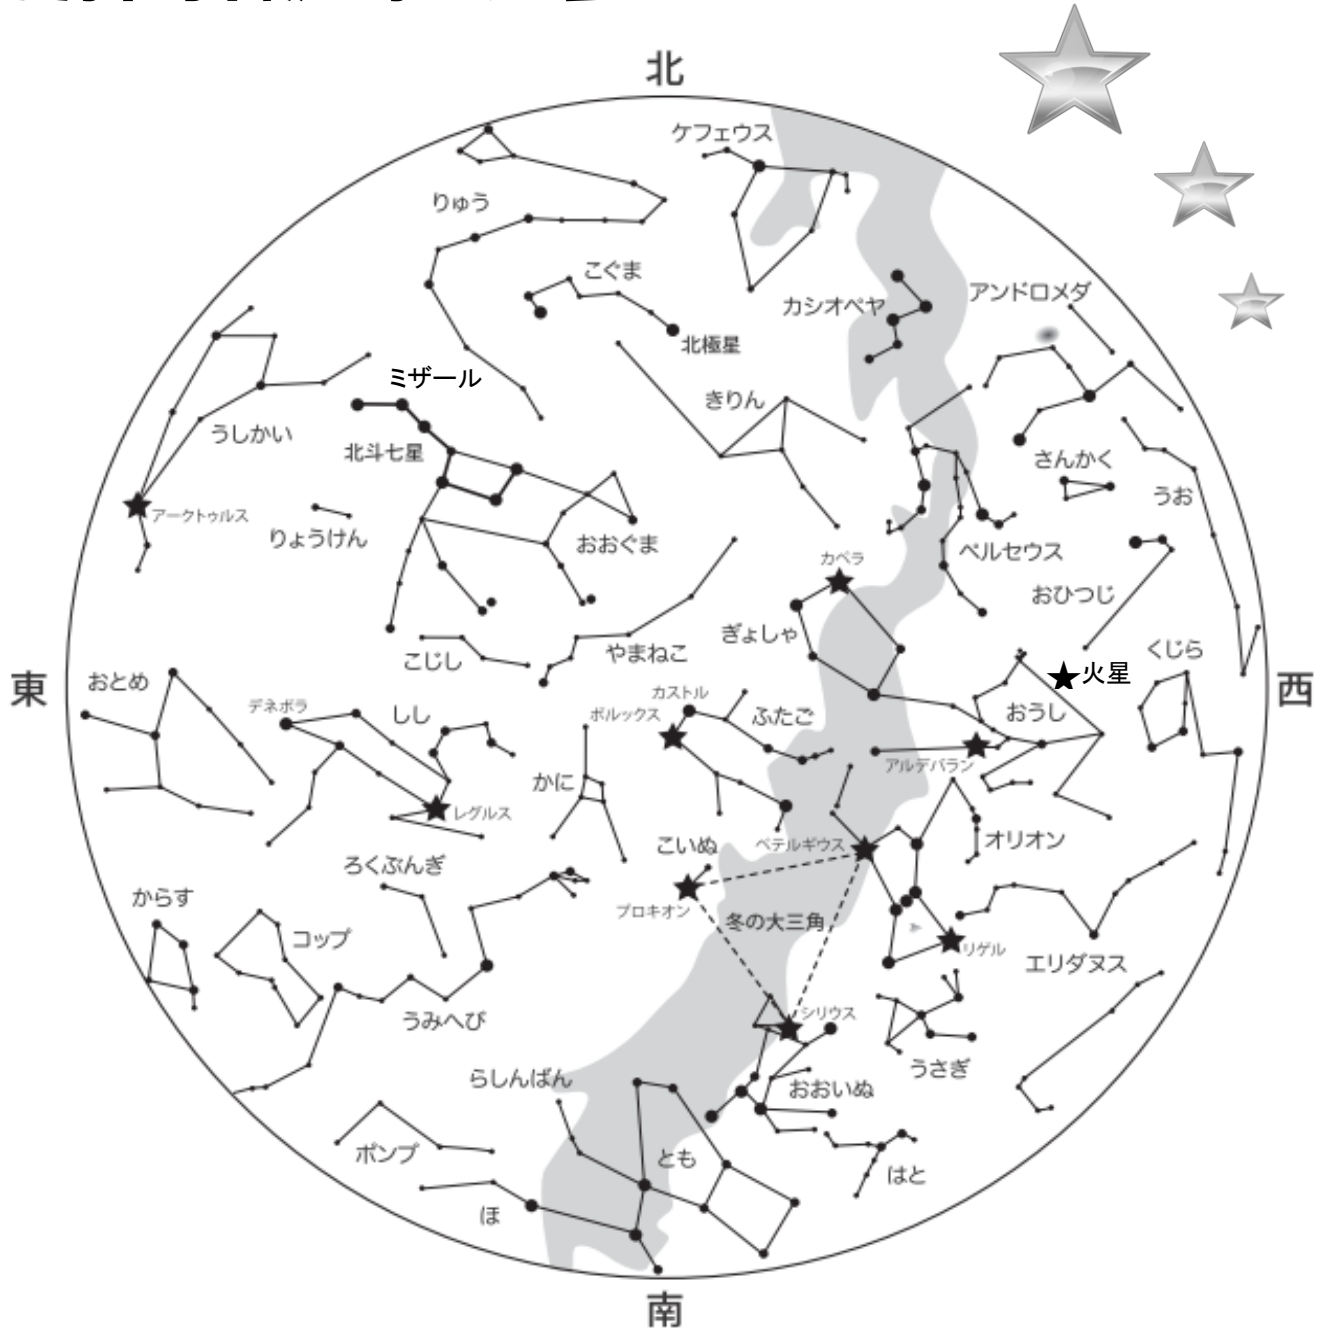 北
ケフェウス
りゅう
こぐま
アンドロメダ
カシオペヤ
北極星
ミザール
きりん
うしかい
北斗七星
さんかく
うお
アークトゥルス
りょうけん
おおぐま
ペルセウス
カペラ
おひつじ
ぎょしゃ
こじし
やまねこ
くじら
火星
東
おとめ
西
カストル
デネボラ
しし
ポルックス
ふたご
おうし
アルデバラン
かに
レグルス
こいぬ
ベテルギウス
オリオン
ろくぶんぎ
からす
プロキオン
冬の大三角
コップ
リゲル
エリダヌス
うみへび
シリウス
うさぎ
らしんばん
おおいぬ
ポンプ
とも
はと
ほ
南